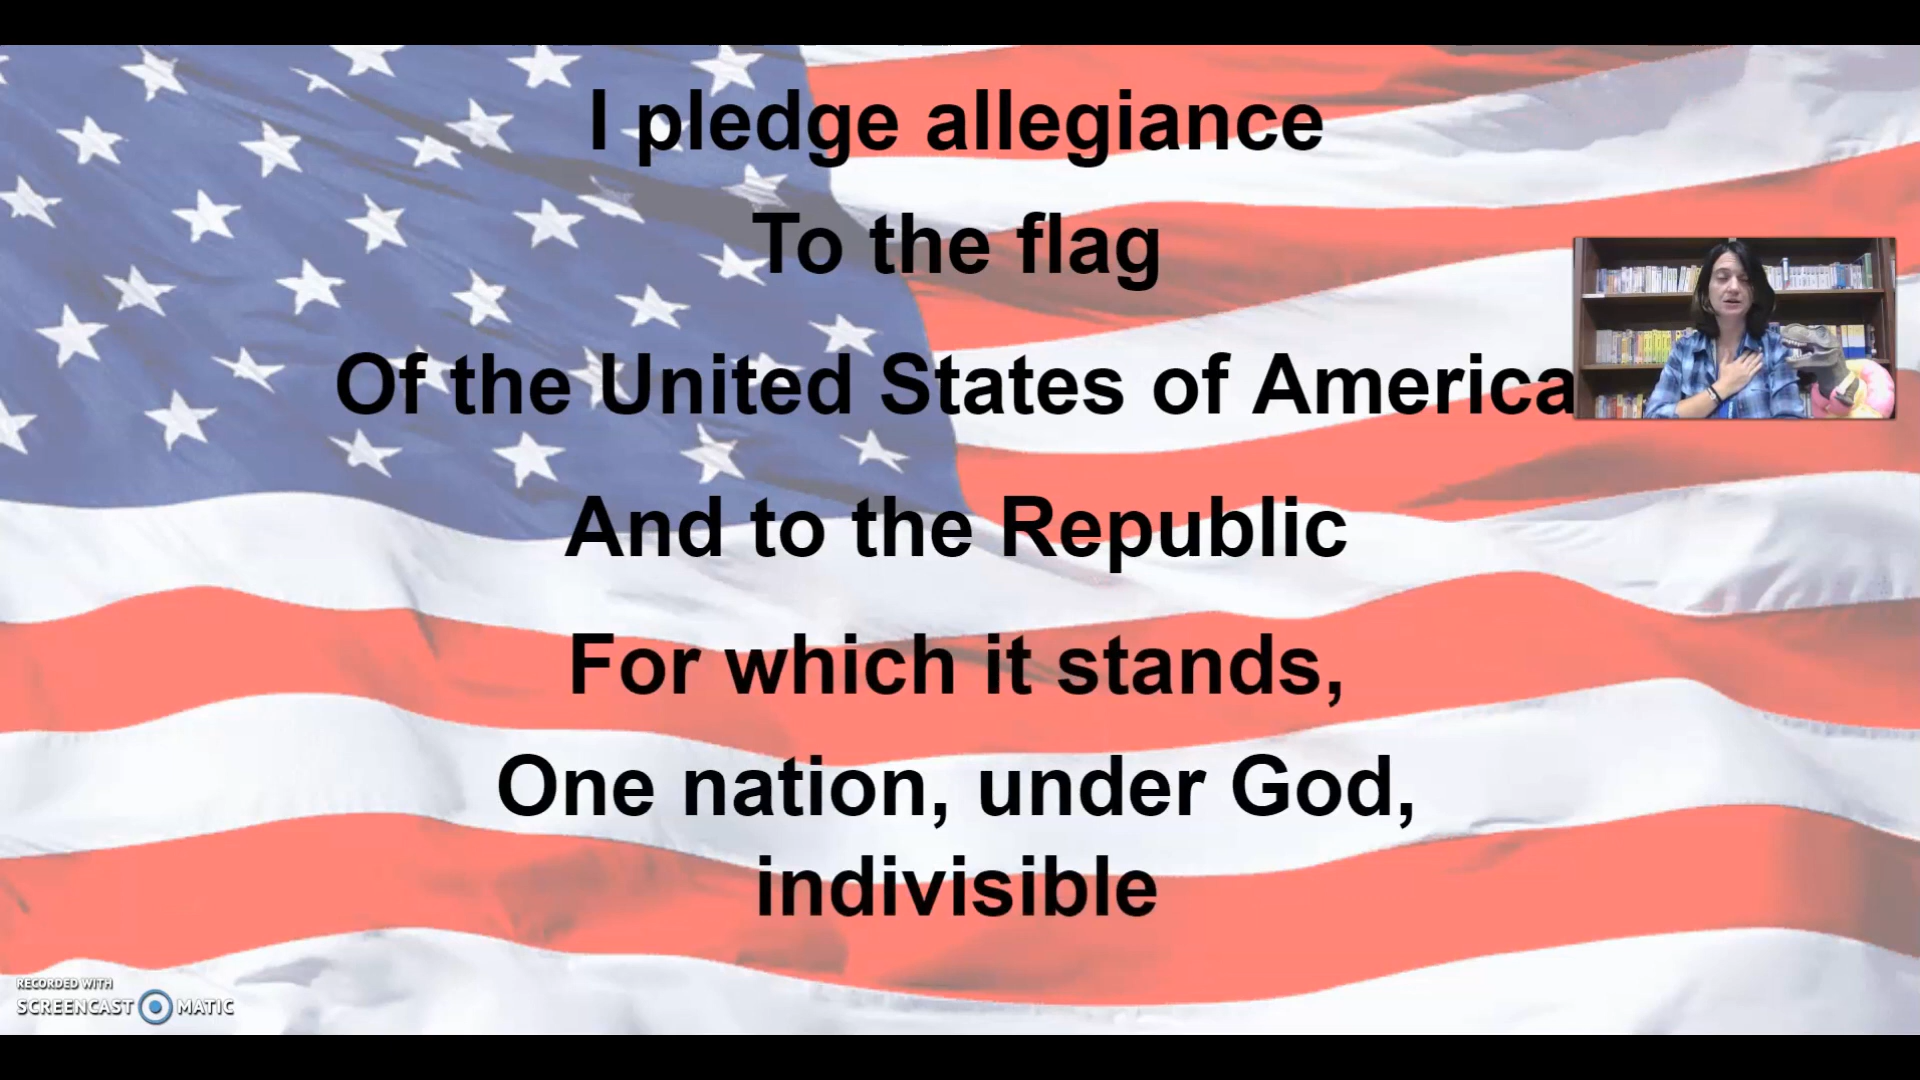 I pledge allegiance
To the flag
Of the United States of America
And to the Republic
For which it stands,
One nation, under God,
indivisible
RECORDED WITH
SCREENCAST MATIC